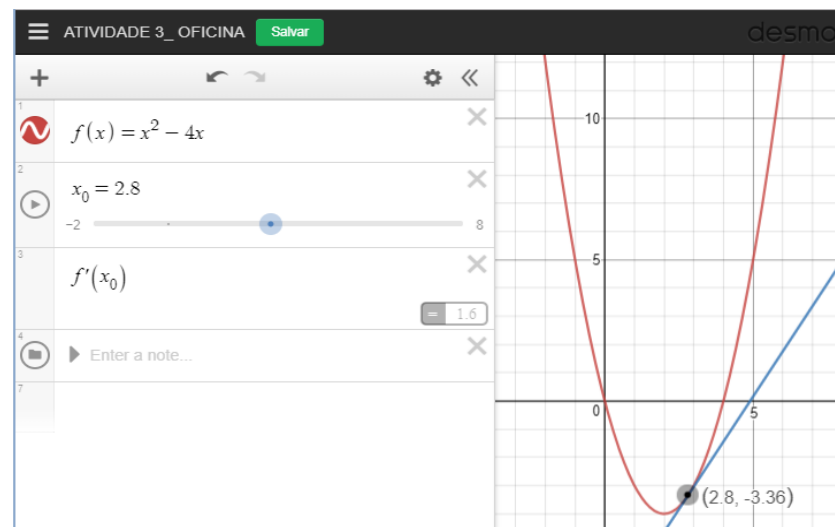 ATIVIDADE 3_ OFICINA Salvar
desmo
1
f(x) = x² − 4x
2
x₀ = 2.8
−2 8
3
f′(x₀)
= 1.6
4
Enter a note...
7
10
5
0
5
(2.8, -3.36)